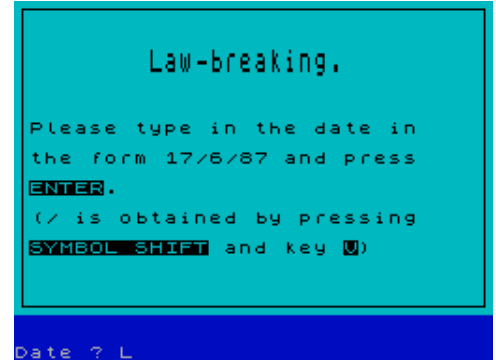 Law-breaking.
Please type in the date in
the form 17/6/87 and press
ENTER.
(/ is obtained by pressing
SYMBOL SHIFT and key V)
Date ? L